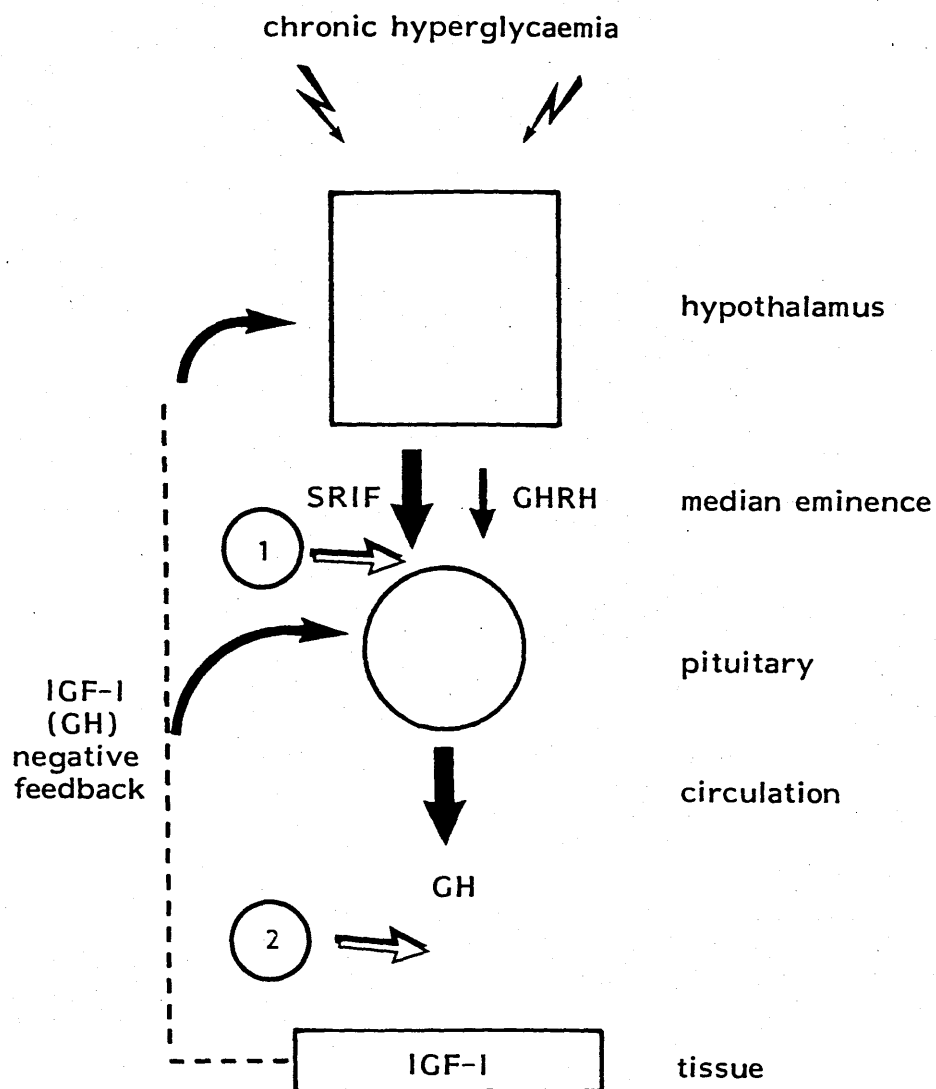 chronic hyperglycaemia
hypothalamus
SRIF
GHRH
median eminence
1
pituitary
IGF-I
(GH)
negative
feedback
circulation
GH
2
IGF-I
tissue